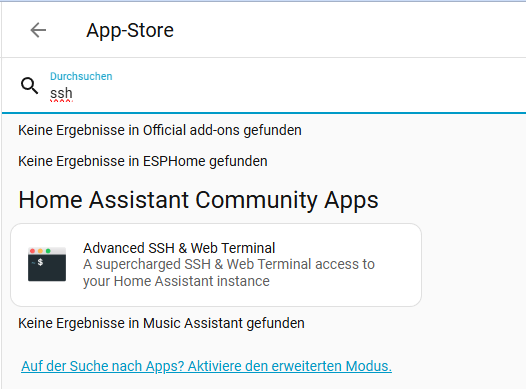 App-Store
Durchsuchen
ssh
Keine Ergebnisse in Official add-ons gefunden
Keine Ergebnisse in ESPHome gefunden
Home Assistant Community Apps
$
Advanced SSH & Web Terminal
A supercharged SSH & Web Terminal access to
your Home Assistant instance
Keine Ergebnisse in Music Assistant gefunden
Auf der Suche nach Apps? Aktiviere den erweiterten Modus.